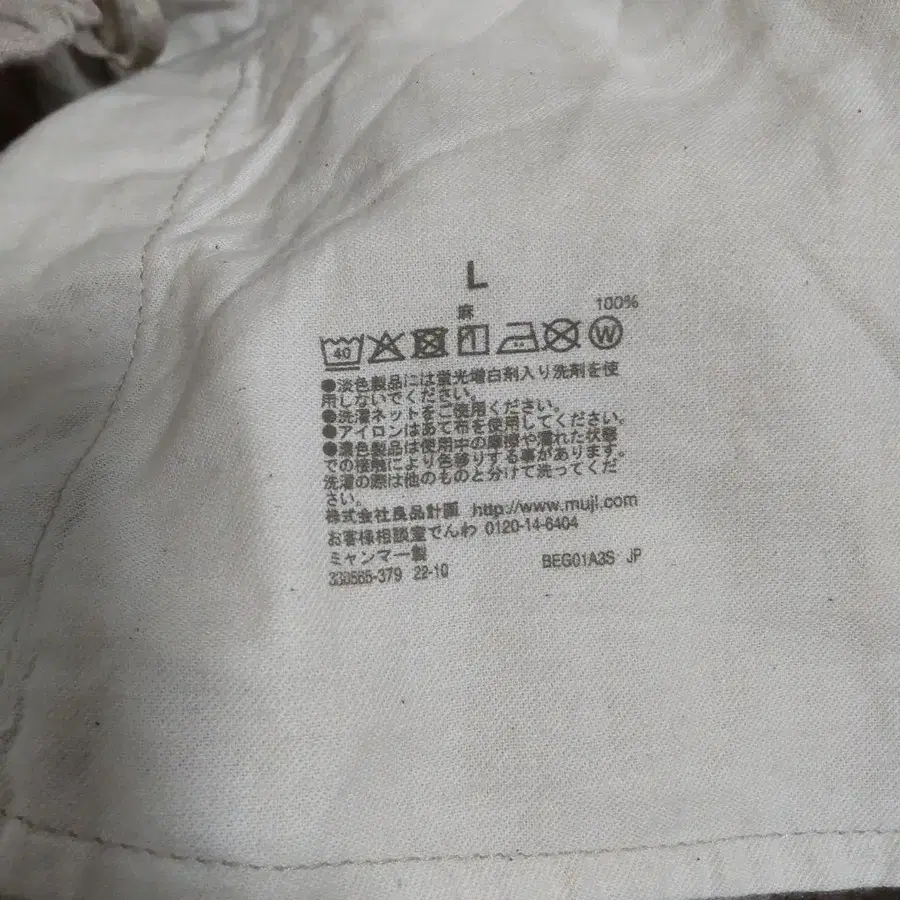 L
麻 100%
40 W
●淡色製品には蛍光増白剤入り洗剤を使
用しないでください。
●洗濯ネットをご使用ください。
●アイロンはあて布を使用してください。
●濃色製品は使用中の摩擦や濡れた状態
での接触により色移りする事があります。
洗濯の際は他のものと分けて洗ってくだ
さい。
株式会社良品計画 http://www.muji.com
お客様相談室でんわ 0120-14-6404
ミャンマー製
330565-379 22-10 BEG01A3S JP